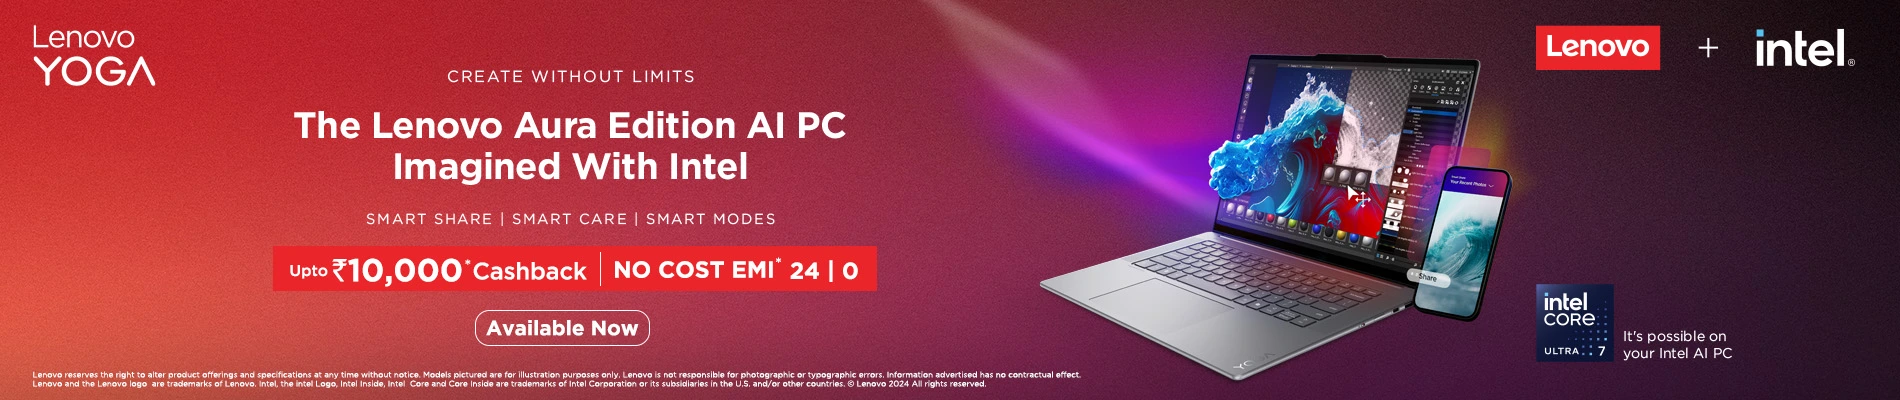 Lenovo
YOGA
CREATE WITHOUT LIMITS
The Lenovo Aura Edition AI PC
Imagined With Intel
SMART SHARE | SMART CARE | SMART MODES
Upto ₹10,000* Cashback | NO COST EMI* 24 | 0
Available Now
Lenovo reserves the right to alter product offerings and specifications at any time without notice. Models pictured are for illustration purposes only. Lenovo is not responsible for photographic or typographic errors. Information advertised has no contractual effect.
Lenovo and the Lenovo logo are trademarks of Lenovo. Intel, the intel Logo, Intel Inside, Intel Core and Core Inside are trademarks of Intel Corporation or its subsidiaries in the U.S. and/or other countries. © Lenovo 2024 All rights reserved.
Your Recent Photos
Share
YOGA
Lenovo + intel®
intel
CORE
ULTRA 7
It's possible on
your Intel AI PC